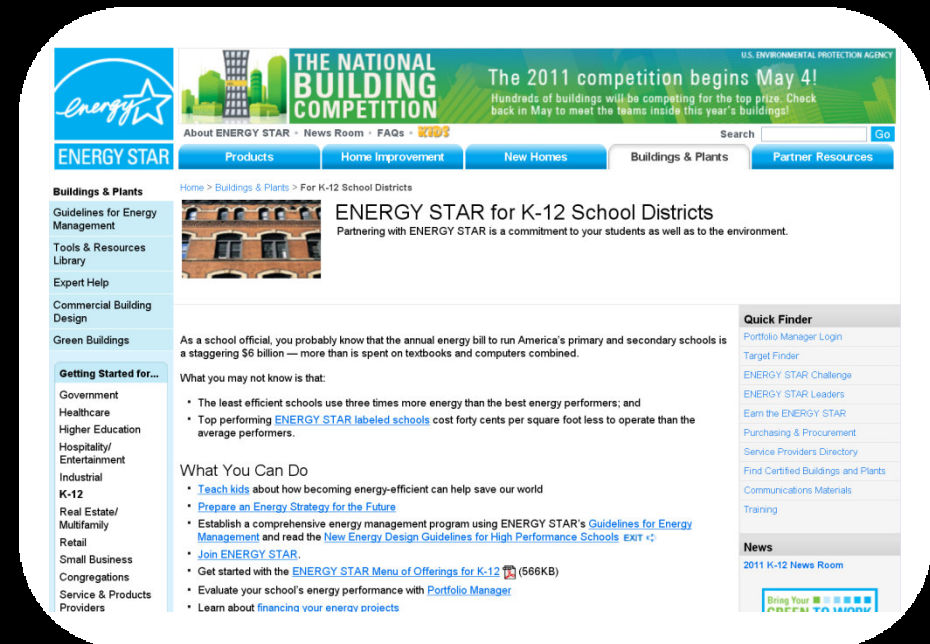 U.S. ENVIRONMENTAL PROTECTION AGENCY
THE NATIONAL
BUILDING
COMPETITION
The 2011 competition begins May 4!
Hundreds of buildings will be competing for the top prize. Check
back in May to meet the teams inside this year's
buildings!
energy
ENERGY STAR
About ENERGY STAR • News Room • FAQs • KIDS
Search
Go
Products
Home Improvement
New Homes
Buildings & Plants
Partner Resources
Buildings & Plants
Guidelines for Energy
Management
Tools & Resources
Library
Expert Help
Commercial Building
Design
Green Buildings
Getting Started for...
Government
Healthcare
Higher Education
Hospitality/
Entertainment
Industrial
K-12
Real Estate/
Multifamily
Retail
Small Business
Congregations
Service & Products
Providers
Home > Buildings & Plants > For K-12 School Districts
ENERGY STAR for K-12 School Districts
Partnering with ENERGY STAR is a commitment to your students as well as to the environment.
As a school official, you probably know that the annual energy bill to run America's primary and secondary schools is
a staggering $6 billion — more than is spent on textbooks and computers combined.
What you may not know is that:
• The least efficient schools use three times more energy than the best energy performers; and
• Top performing ENERGY STAR labeled schools cost forty cents per square foot less to operate than the
average performers.
What You Can Do
• Teach kids about how becoming energy-efficient can help save our world
• Prepare an Energy Strategy for the Future
• Establish a comprehensive energy management program using ENERGY STAR's Guidelines for Energy
Management and read the New Energy Design Guidelines for High Performance Schools EXIT
• Join ENERGY STAR.
• Get started with the ENERGY STAR Menu of Offerings for K-12 (566KB)
• Evaluate your school's energy performance with Portfolio Manager
• Learn about financing your energy projects
Quick Finder
Portfolio Manager Login
Target Finder
ENERGY STAR Challenge
ENERGY STAR Leaders
Earn the ENERGY STAR
Purchasing & Procurement
Service Providers Directory
Find Certified Buildings and Plants
Communications Materials
Training
News
2011 K-12 News Room
Bring Your
GREEN TO WORK